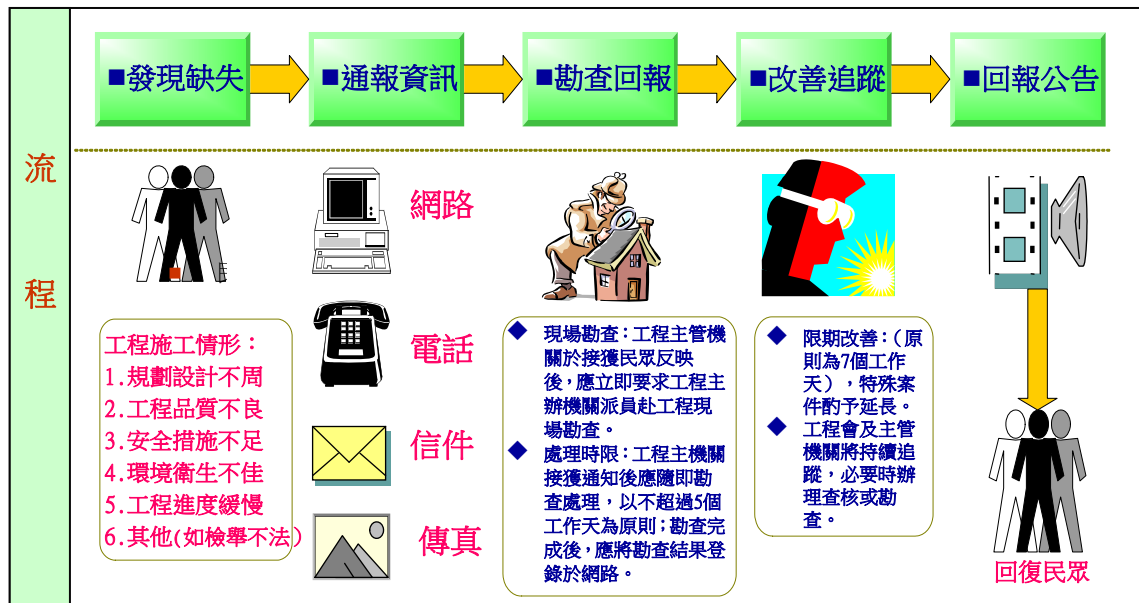 流
程
■發現缺失
■通報資訊
■勘查回報
■改善追蹤
■回報公告
工程施工情形：
1.規劃設計不周
2.工程品質不良
3.安全措施不足
4.環境衛生不佳
5.工程進度緩慢
6.其他(如檢舉不法)
網路
電話
信件
傳真
◆ 現場勘查：工程主管機
關於接獲民眾反映
後，應立即要求工程主
辦機關派員赴工程現
場勘查。
◆ 處理時限：工程主機關
接獲通知後應隨即勘
查處理，以不超過5個
工作天為原則；勘查完
成後，應將勘查結果登
錄於網路。
◆ 限期改善：（原
則為7個工作
天），特殊案
件酌予延長。
◆ 工程會及主管
機關將持續追
蹤，必要時辦
理查核或勘
查。
回復民眾